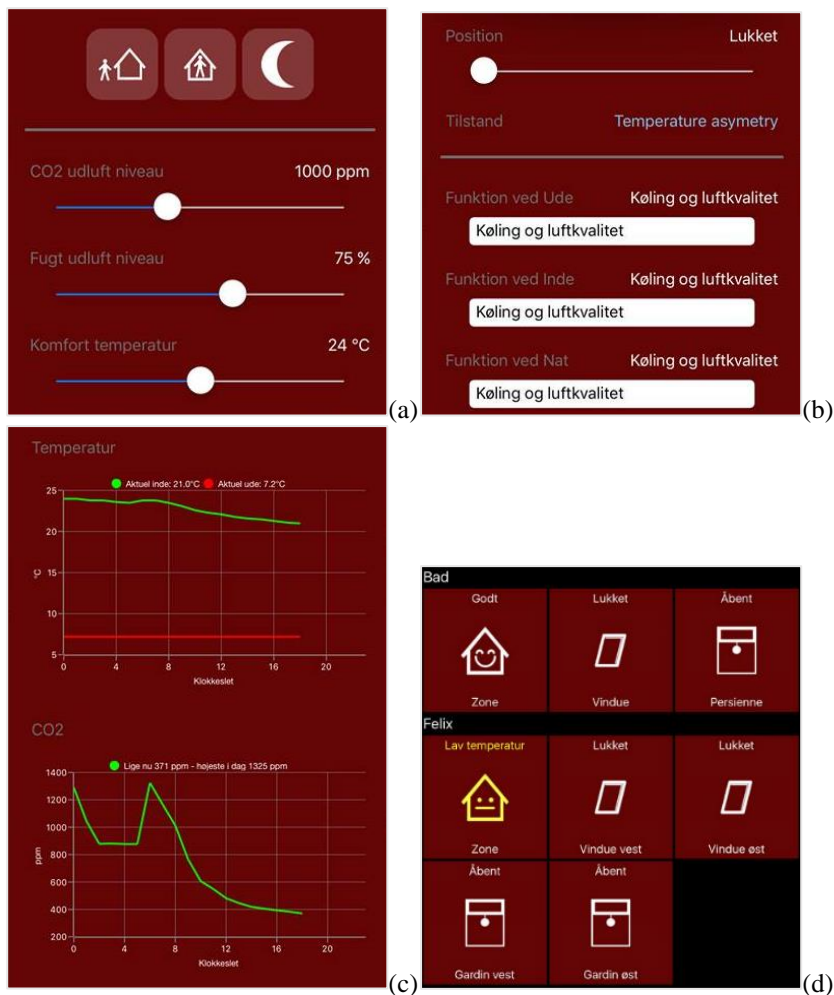 CO2 udluft niveau 1000 ppm
Fugt udluft niveau 75 %
Komfort temperatur 24 °C
(a)
Position Lukket
Tilstand Temperature asymetry
Funktion ved Ude Køling og luftkvalitet
Køling og luftkvalitet
Funktion ved Inde Køling og luftkvalitet
Køling og luftkvalitet
Funktion ved Nat Køling og luftkvalitet
Køling og luftkvalitet
(b)
Temperatur
Aktuel inde: 21.0°C Aktuel ude: 7.2°C
25
20
15
10
5
°C
0 4 8 12 16 20
Klokkeslet
CO2
Lige nu 371 ppm - højeste i dag 1325 ppm
1400
1200
1000
800
600
400
200
ppm
0 4 8 12 16 20
Klokkeslet
(c)
Bad
Godt Lukket Åbent
Zone Vindue Persienne
Felix
Lav temperatur Lukket Lukket
Zone Vindue vest Vindue øst
Åbent Åbent
Gardin vest Gardin øst
(d)